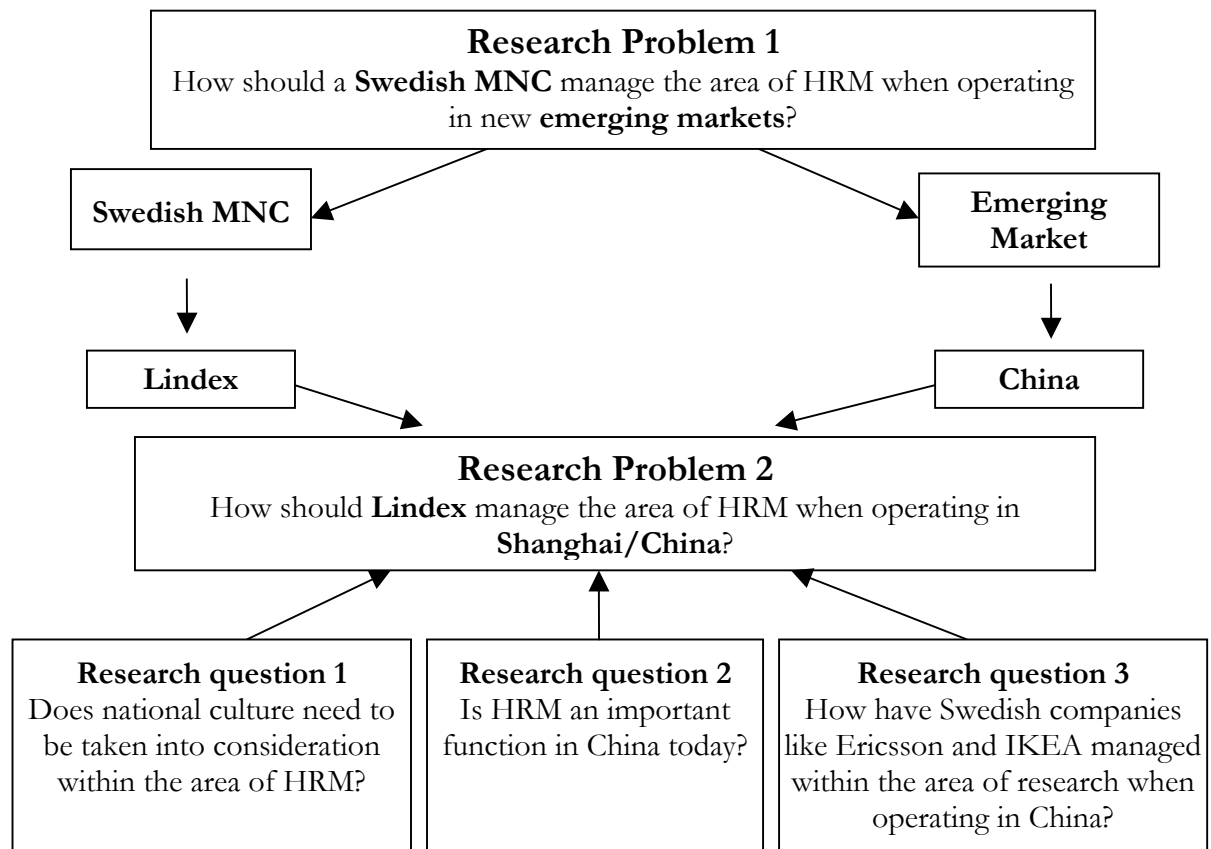 Research Problem 1
How should a Swedish MNC manage the area of HRM when operating
in new emerging markets?
Swedish MNC
Emerging
Market
Lindex
China
Research Problem 2
How should Lindex manage the area of HRM when operating in
Shanghai/China?
Research question 1
Does national culture need to
be taken into consideration
within the area of HRM?
Research question 2
Is HRM an important
function in China today?
Research question 3
How have Swedish companies
like Ericsson and IKEA managed
within the area of research when
operating in China?